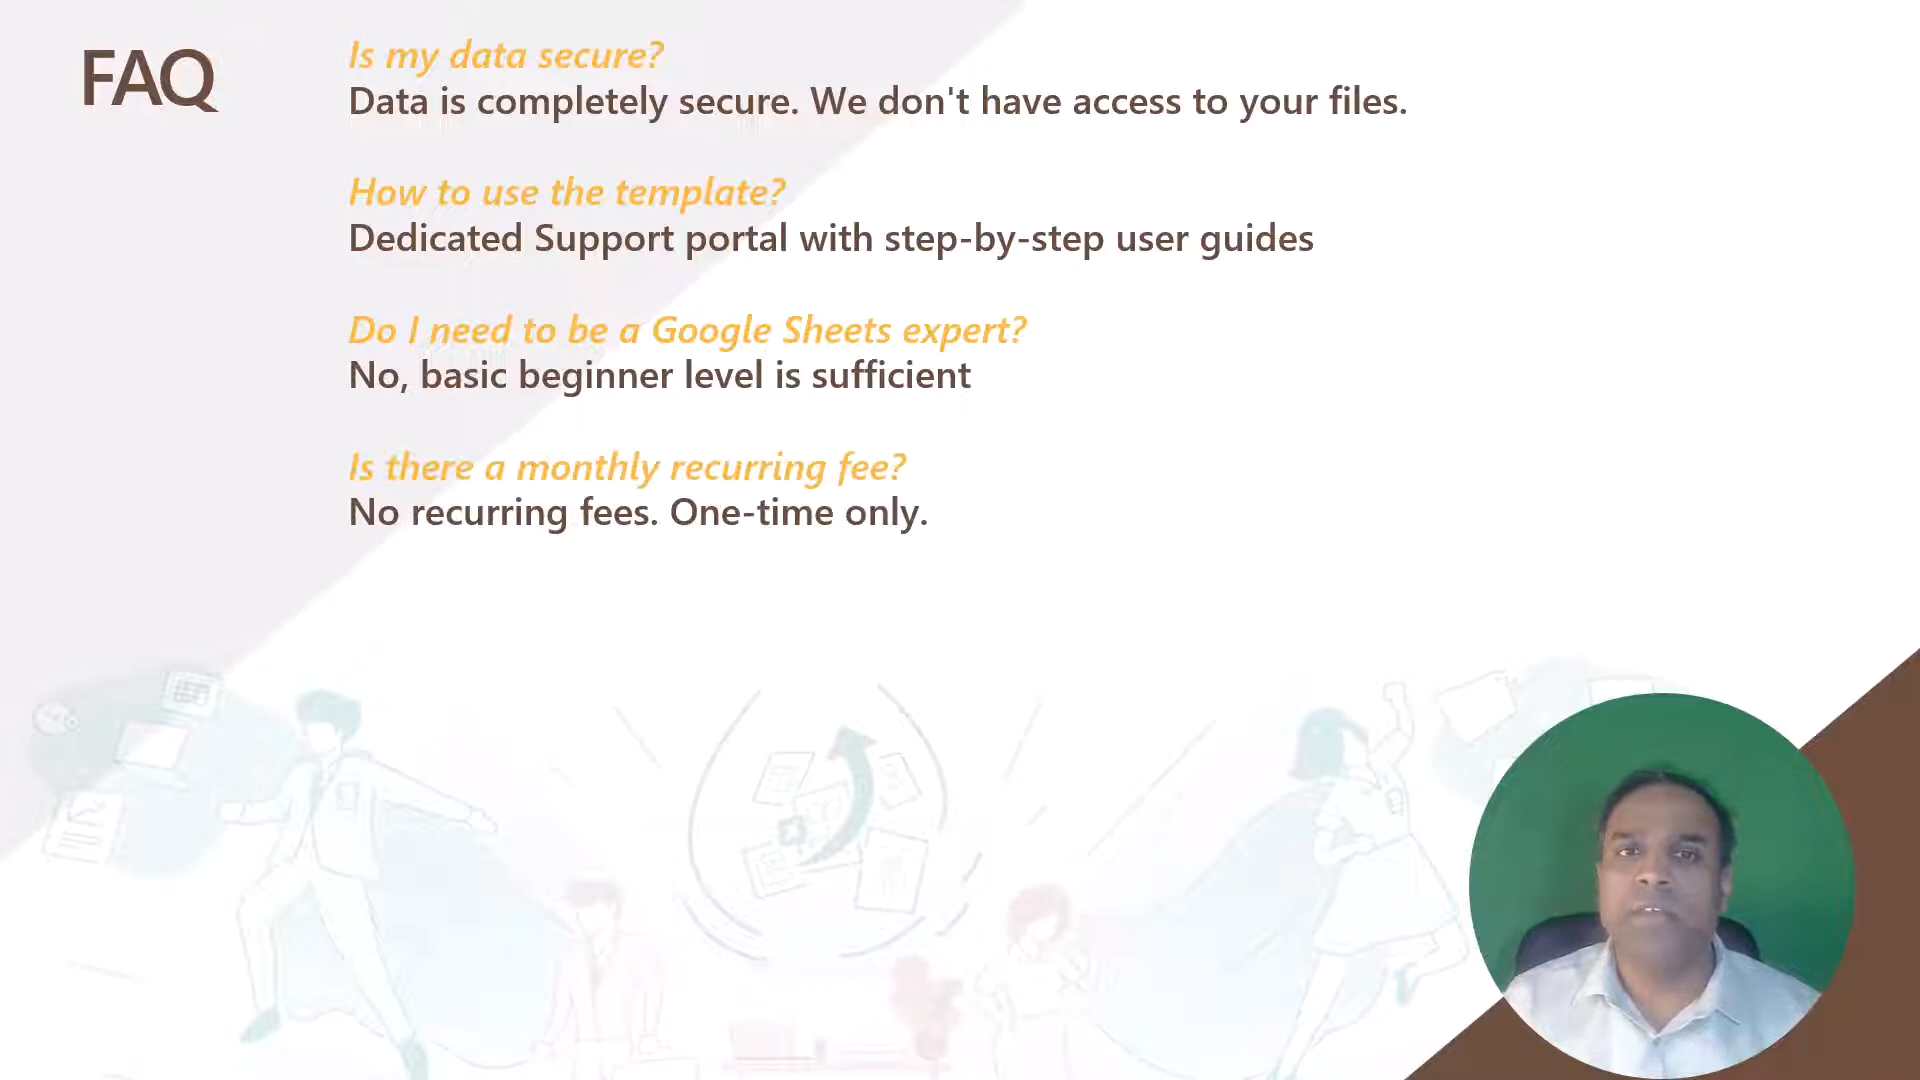 FAQ
Is my data secure?
Data is completely secure. We don't have access to your files.
How to use the template?
Dedicated Support portal with step-by-step user guides
Do I need to be a Google Sheets expert?
No, basic beginner level is sufficient
Is there a monthly recurring fee?
No recurring fees. One-time only.